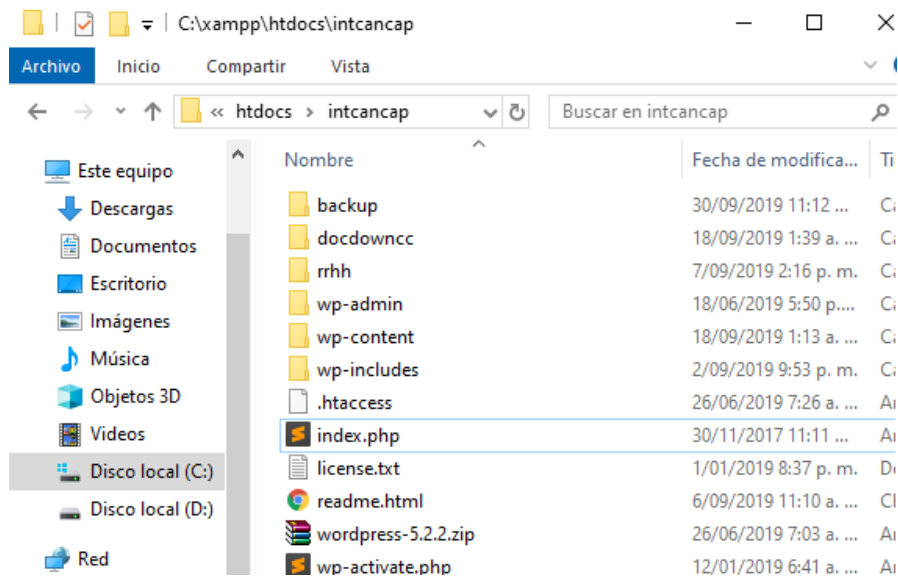 C:\xampp\htdocs\intcancap
Archivo Inicio Compartir Vista
« htdocs › intcancap Buscar en intcancap
Nombre Fecha de modifica... Ti
Este equipo
Descargas
Documentos
Escritorio
Imágenes
Música
Objetos 3D
Videos
Disco local (C:)
Disco local (D:)
Red
backup 30/09/2019 11:12 ...
docdowncc 18/09/2019 1:39 a. ...
rrhh 7/09/2019 2:16 p. m.
wp-admin 18/06/2019 5:50 p....
wp-content 18/09/2019 1:13 a. ...
wp-includes 2/09/2019 9:53 p. m.
.htaccess 26/06/2019 7:26 a. ...
index.php 30/11/2017 11:11 ...
license.txt 1/01/2019 8:37 p. m.
readme.html 6/09/2019 11:10 a. ...
wordpress-5.2.2.zip 26/06/2019 7:03 a. ...
wp-activate.php 12/01/2019 6:41 a. ...